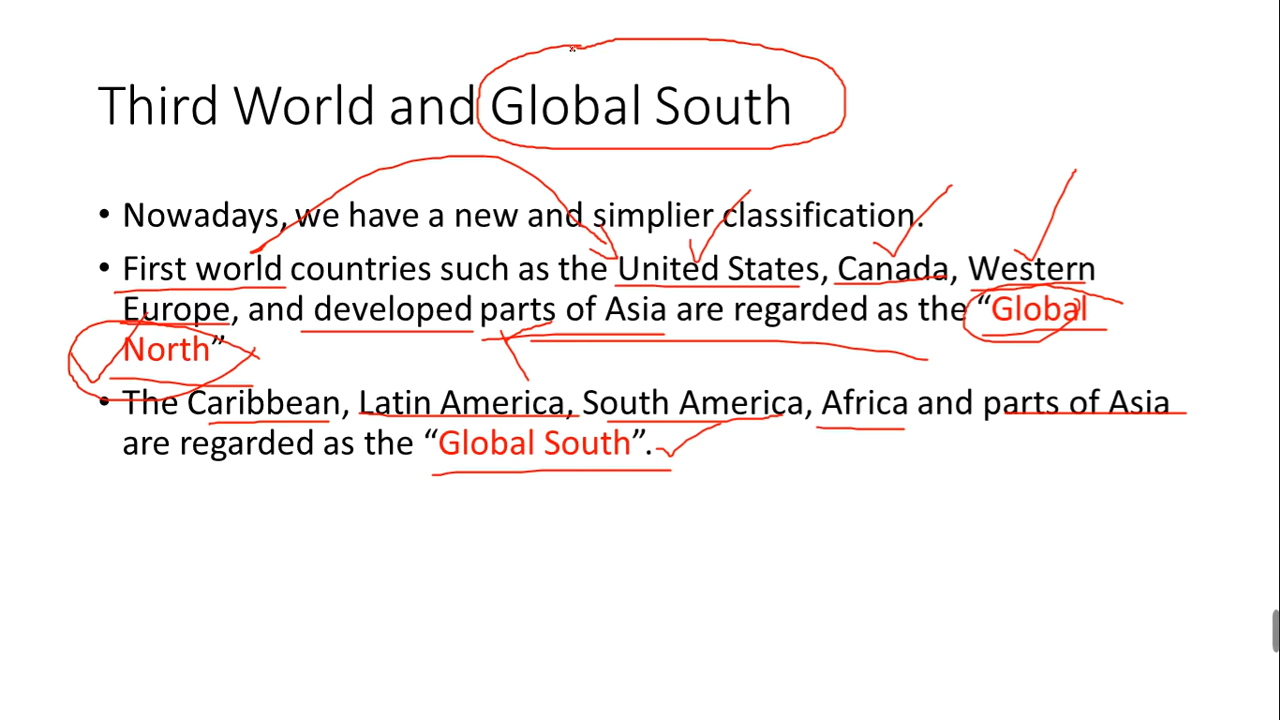 Third World and Global South
• Nowadays, we have a new and simplier classification.
• First world countries such as the United States, Canada, Western
Europe, and developed parts of Asia are regarded as the “Global
North”
• The Caribbean, Latin America, South America, Africa and parts of Asia
are regarded as the “Global South”.